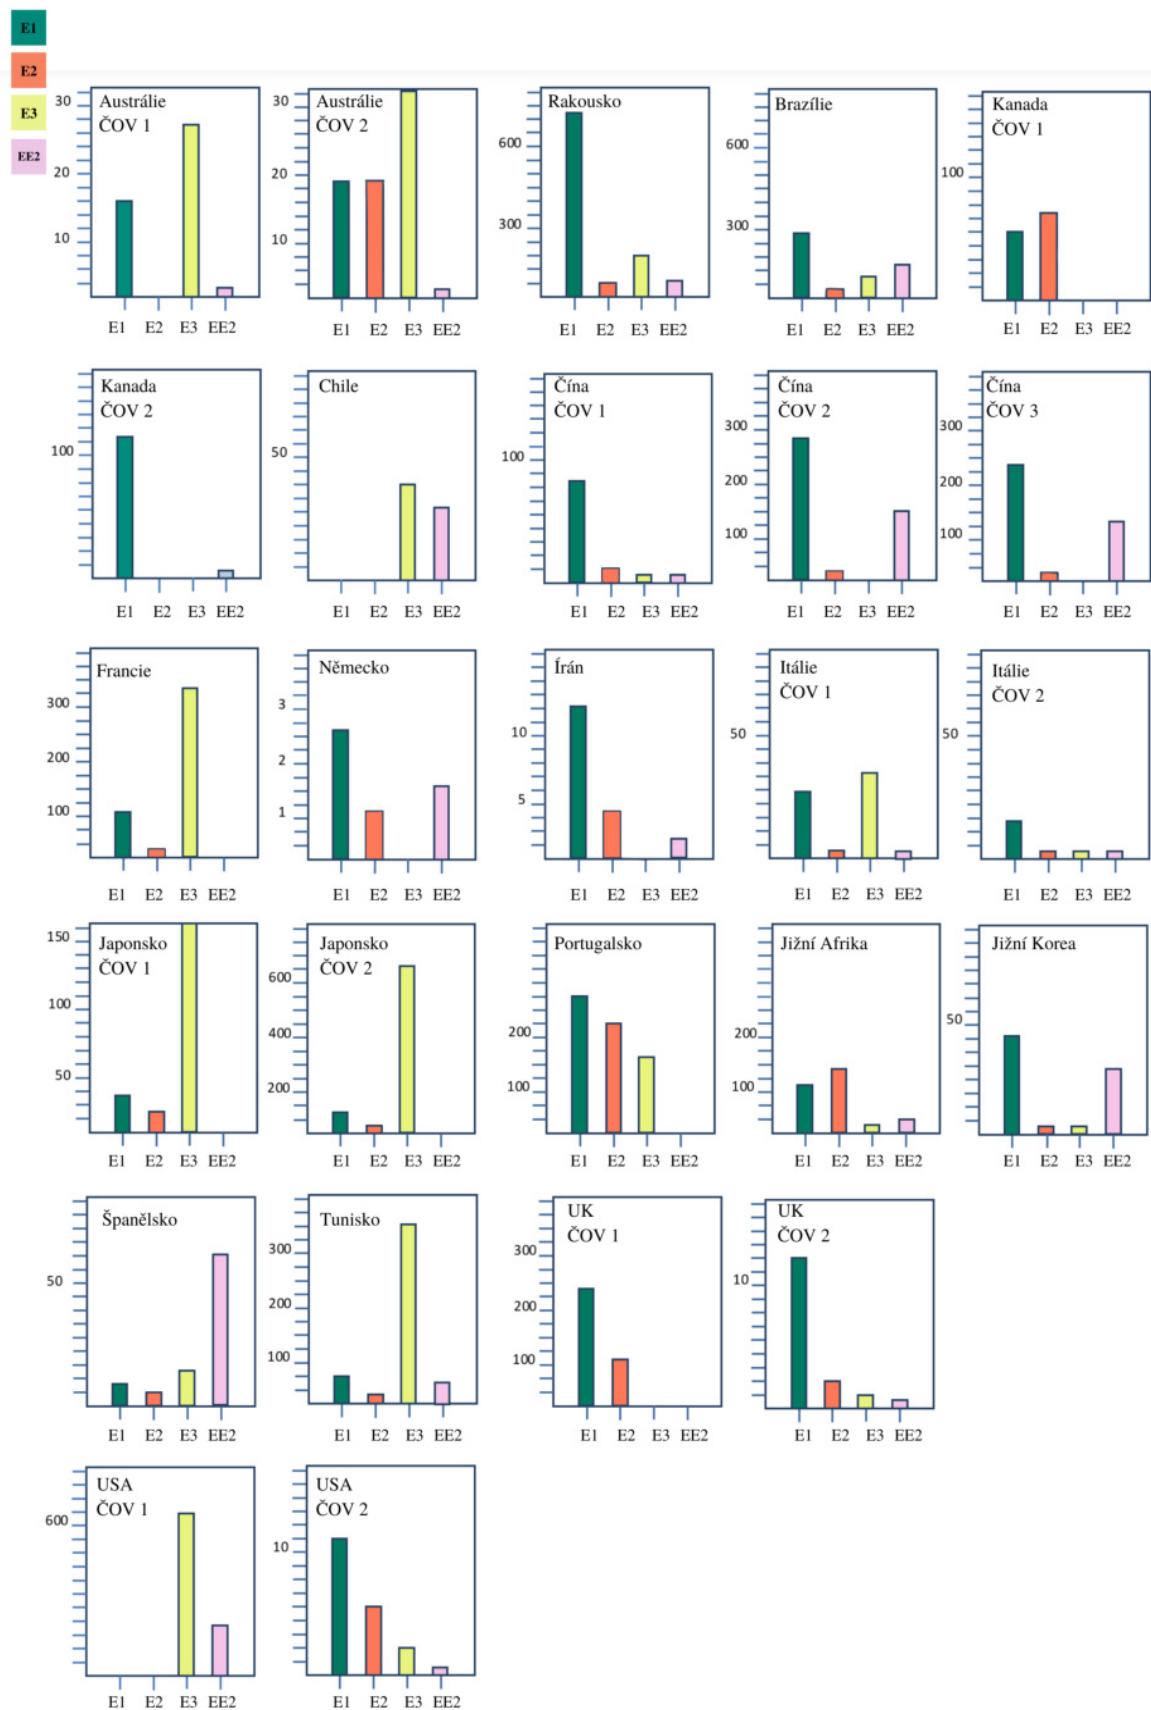 E1
E2
E3
EE2
Austrálie
ČOV 1
30
20
10
E1 E2 E3 EE2
Austrálie
ČOV 2
30
20
10
E1 E2 E3 EE2
Rakousko
600
300
E1 E2 E3 EE2
Brazílie
600
300
E1 E2 E3 EE2
Kanada
ČOV 1
100
E1 E2 E3 EE2
Kanada
ČOV 2
100
E1 E2 E3 EE2
Chile
50
E1 E2 E3 EE2
Čína
ČOV 1
100
E1 E2 E3 EE2
Čína
ČOV 2
300
200
100
E1 E2 E3 EE2
Čína
ČOV 3
300
200
100
E1 E2 E3 EE2
Francie
300
200
100
E1 E2 E3 EE2
Německo
3
2
1
E1 E2 E3 EE2
Írán
10
5
E1 E2 E3 EE2
Itálie
ČOV 1
50
E1 E2 E3 EE2
Itálie
ČOV 2
50
E1 E2 E3 EE2
Japonsko
ČOV 1
150
100
50
E1 E2 E3 EE2
Japonsko
ČOV 2
600
400
200
E1 E2 E3 EE2
Portugalsko
200
100
E1 E2 E3 EE2
Jižní Afrika
200
100
E1 E2 E3 EE2
Jižní Korea
50
E1 E2 E3 EE2
Španělsko
50
E1 E2 E3 EE2
Tunisko
300
200
100
E1 E2 E3 EE2
UK
ČOV 1
300
200
100
E1 E2 E3 EE2
UK
ČOV 2
10
E1 E2 E3 EE2
USA
ČOV 1
600
E1 E2 E3 EE2
USA
ČOV 2
10
E1 E2 E3 EE2